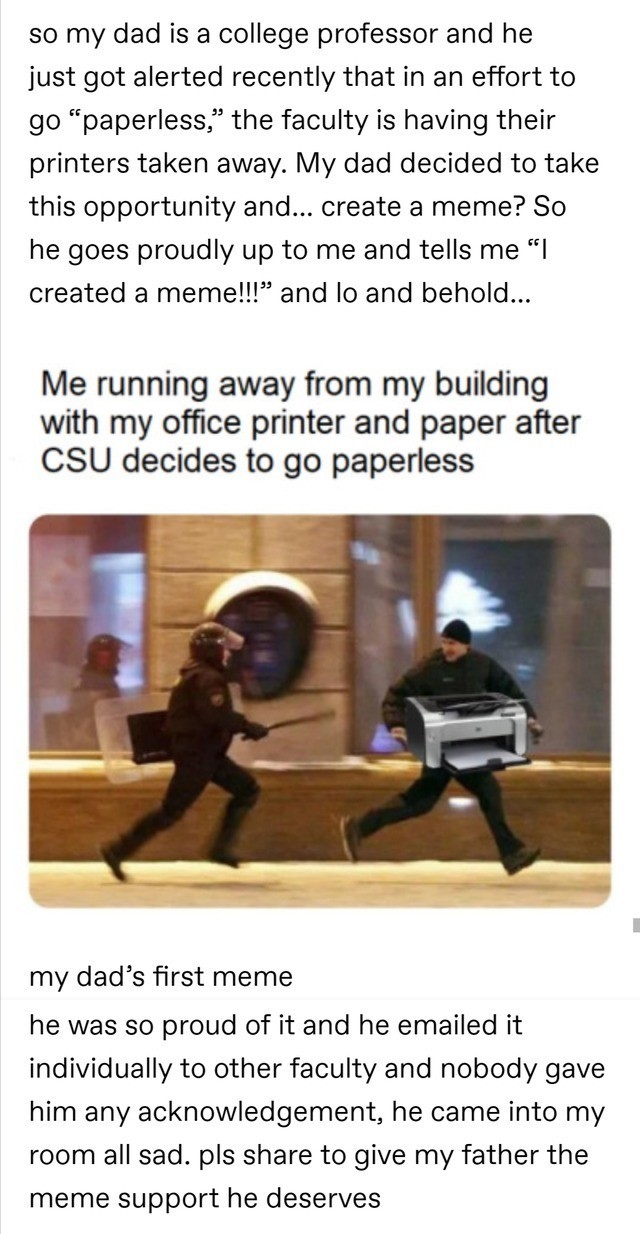 so my dad is a college professor and he
just got alerted recently that in an effort to
go “paperless,” the faculty is having their
printers taken away. My dad decided to take
this opportunity and... create a meme? So
he goes proudly up to me and tells me “I
created a meme!!!” and lo and behold...
Me running away from my building
with my office printer and paper after
CSU decides to go paperless
my dad’s first meme
he was so proud of it and he emailed it
individually to other faculty and nobody gave
him any acknowledgement, he came into my
room all sad. pls share to give my father the
meme support he deserves